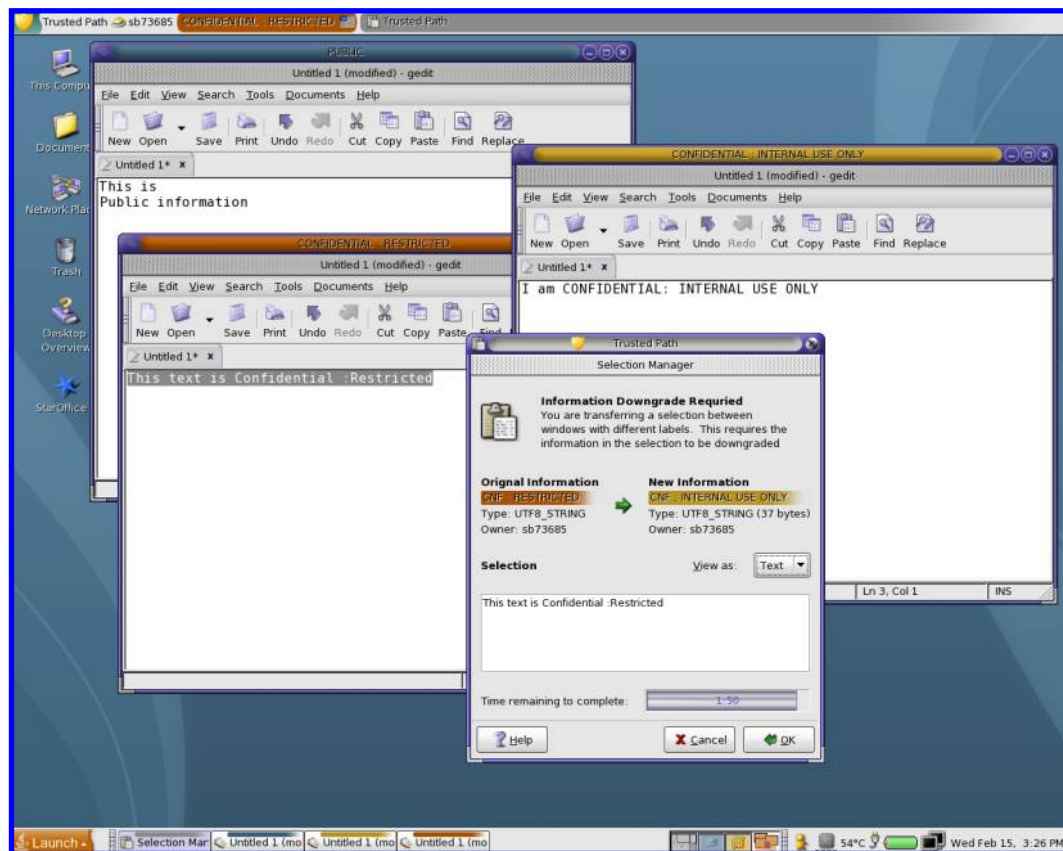 Trusted Path sb73685 CONFIDENTIAL : RESTRICTED Trusted Path
This Compu
Document
Network Plac
Trash
Desktop
Overview
StarOffice
PUBLIC
Untitled 1 (modified) - gedit
File Edit View Search Tools Documents Help
New Open Save Print Undo Redo Cut Copy Paste Find Replace
Untitled 1* x
This is
Public information
CONFIDENTIAL : INTERNAL USE ONLY
Untitled 1 (modified) - gedit
File Edit View Search Tools Documents Help
New Open Save Print Undo Redo Cut Copy Paste Find Replace
Untitled 1* x
I am CONFIDENTIAL: INTERNAL USE ONLY
Ln 3, Col 1 INS
CONFIDENTIAL : RESTRICTED
Untitled 1 (modified) - gedit
File Edit View Search Tools Documents Help
New Open Save Print Undo Redo Cut Copy Paste Find
Untitled 1* x
This text is Confidential :Restricted
Trusted Path
Selection Manager
Information Downgrade Requried
You are transferring a selection between
windows with different labels. This requires the
information in the selection to be downgraded
Orignal Information New Information
CNF : RESTRICTED CNF : INTERNAL USE ONLY
Type: UTF8_STRING Type: UTF8_STRING (37 bytes)
Owner: sb73685 Owner: sb73685
Selection View as: Text
This text is Confidential :Restricted
Time remaining to complete: 1:50
Help Cancel OK
Launch Selection Mar Untitled 1 (mo Untitled 1 (mo Untitled 1 (mo 54°C Wed Feb 15, 3:26 PM